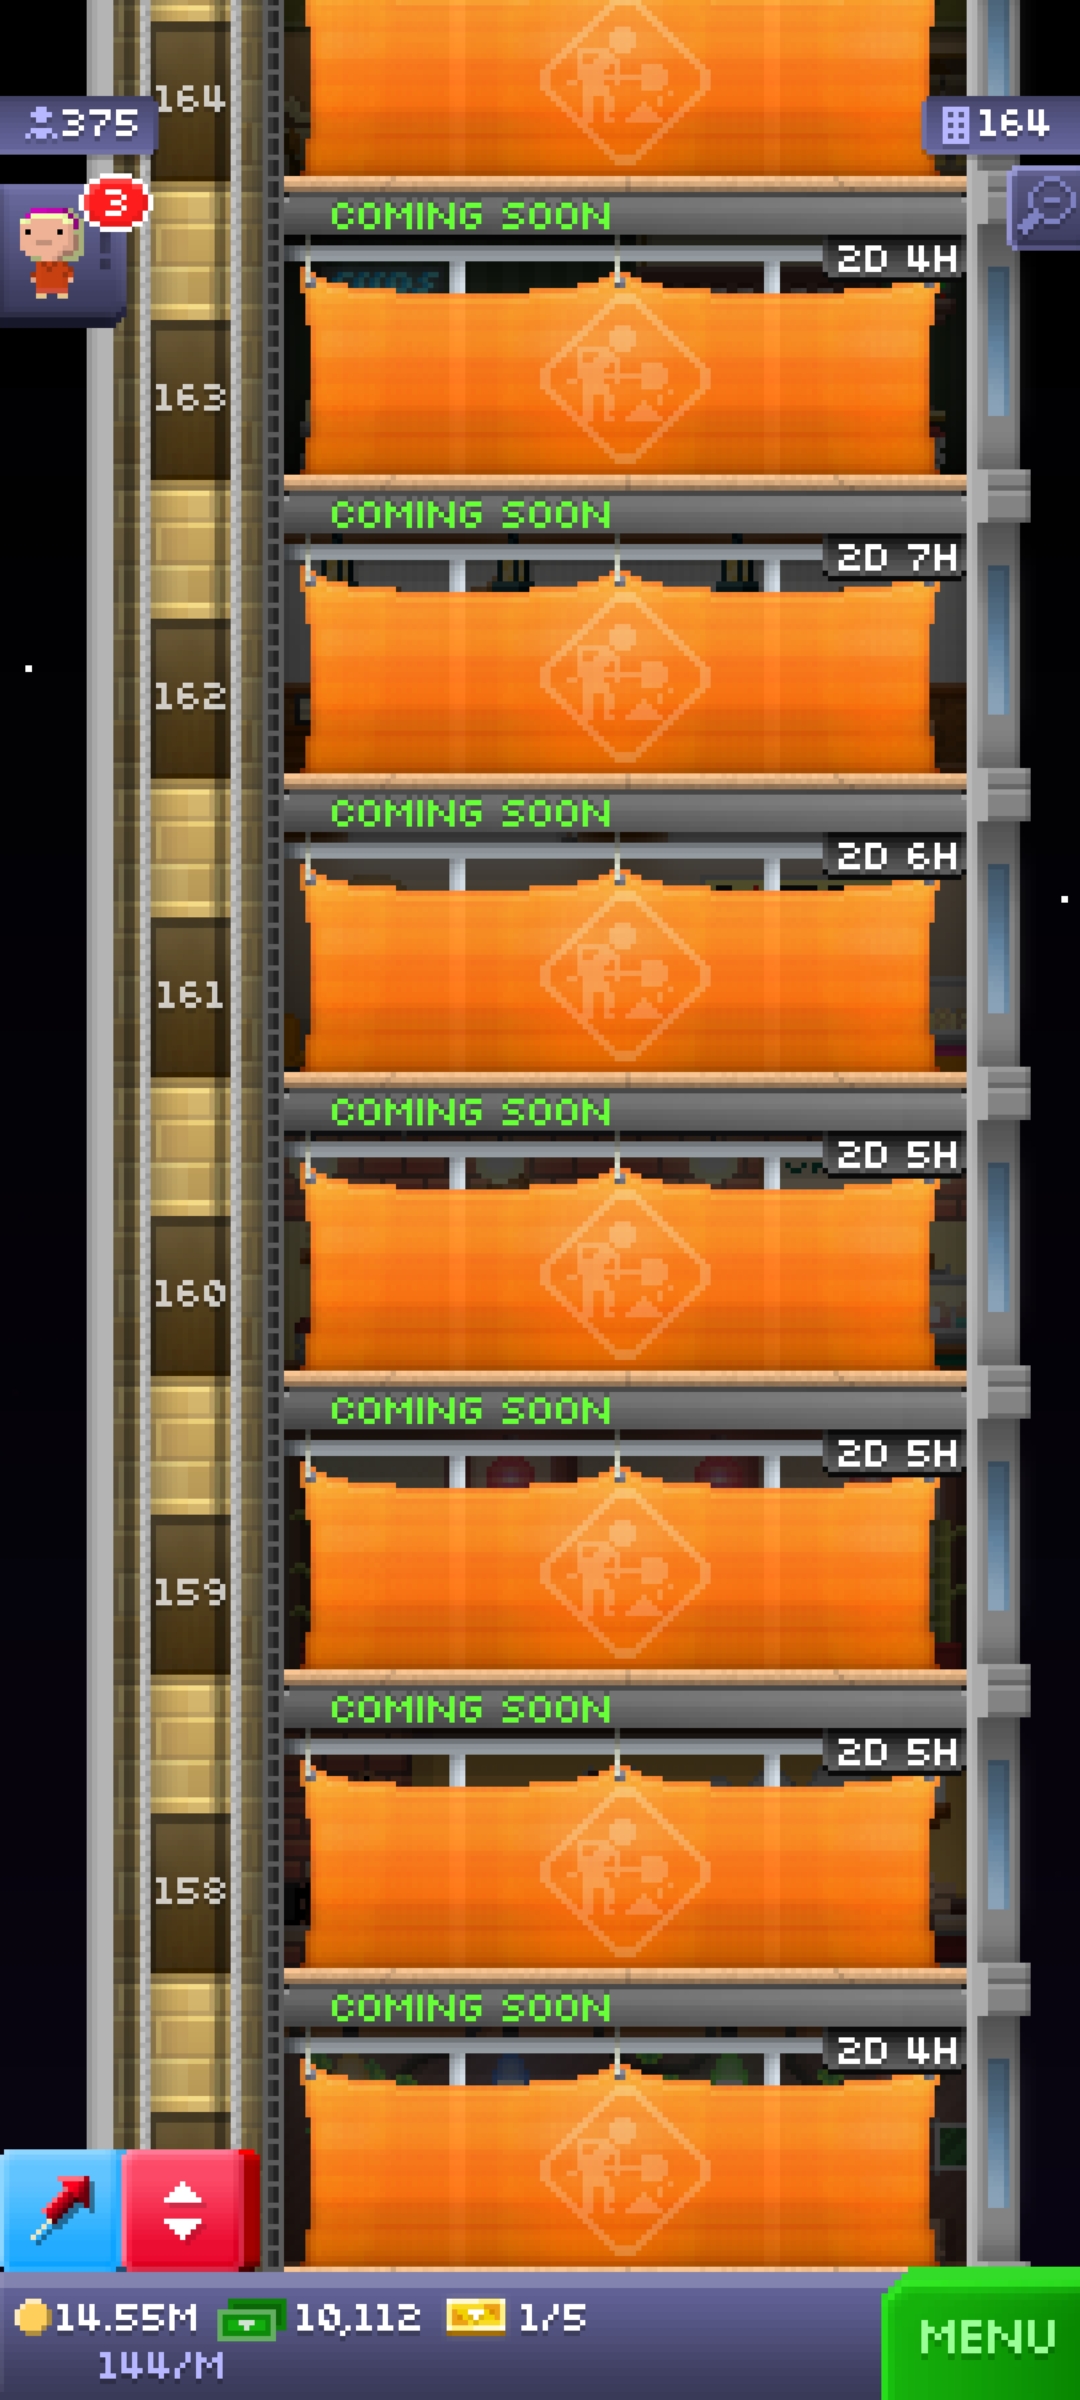 164
375
164
3
COMING SOON
2D 4H
163
COMING SOON
2D 7H
162
COMING SOON
2D 6H
161
COMING SOON
2D 5H
160
COMING SOON
2D 5H
159
COMING SOON
2D 5H
158
COMING SOON
2D 4H
14.55M 10,112 1/5
144/M
MENU